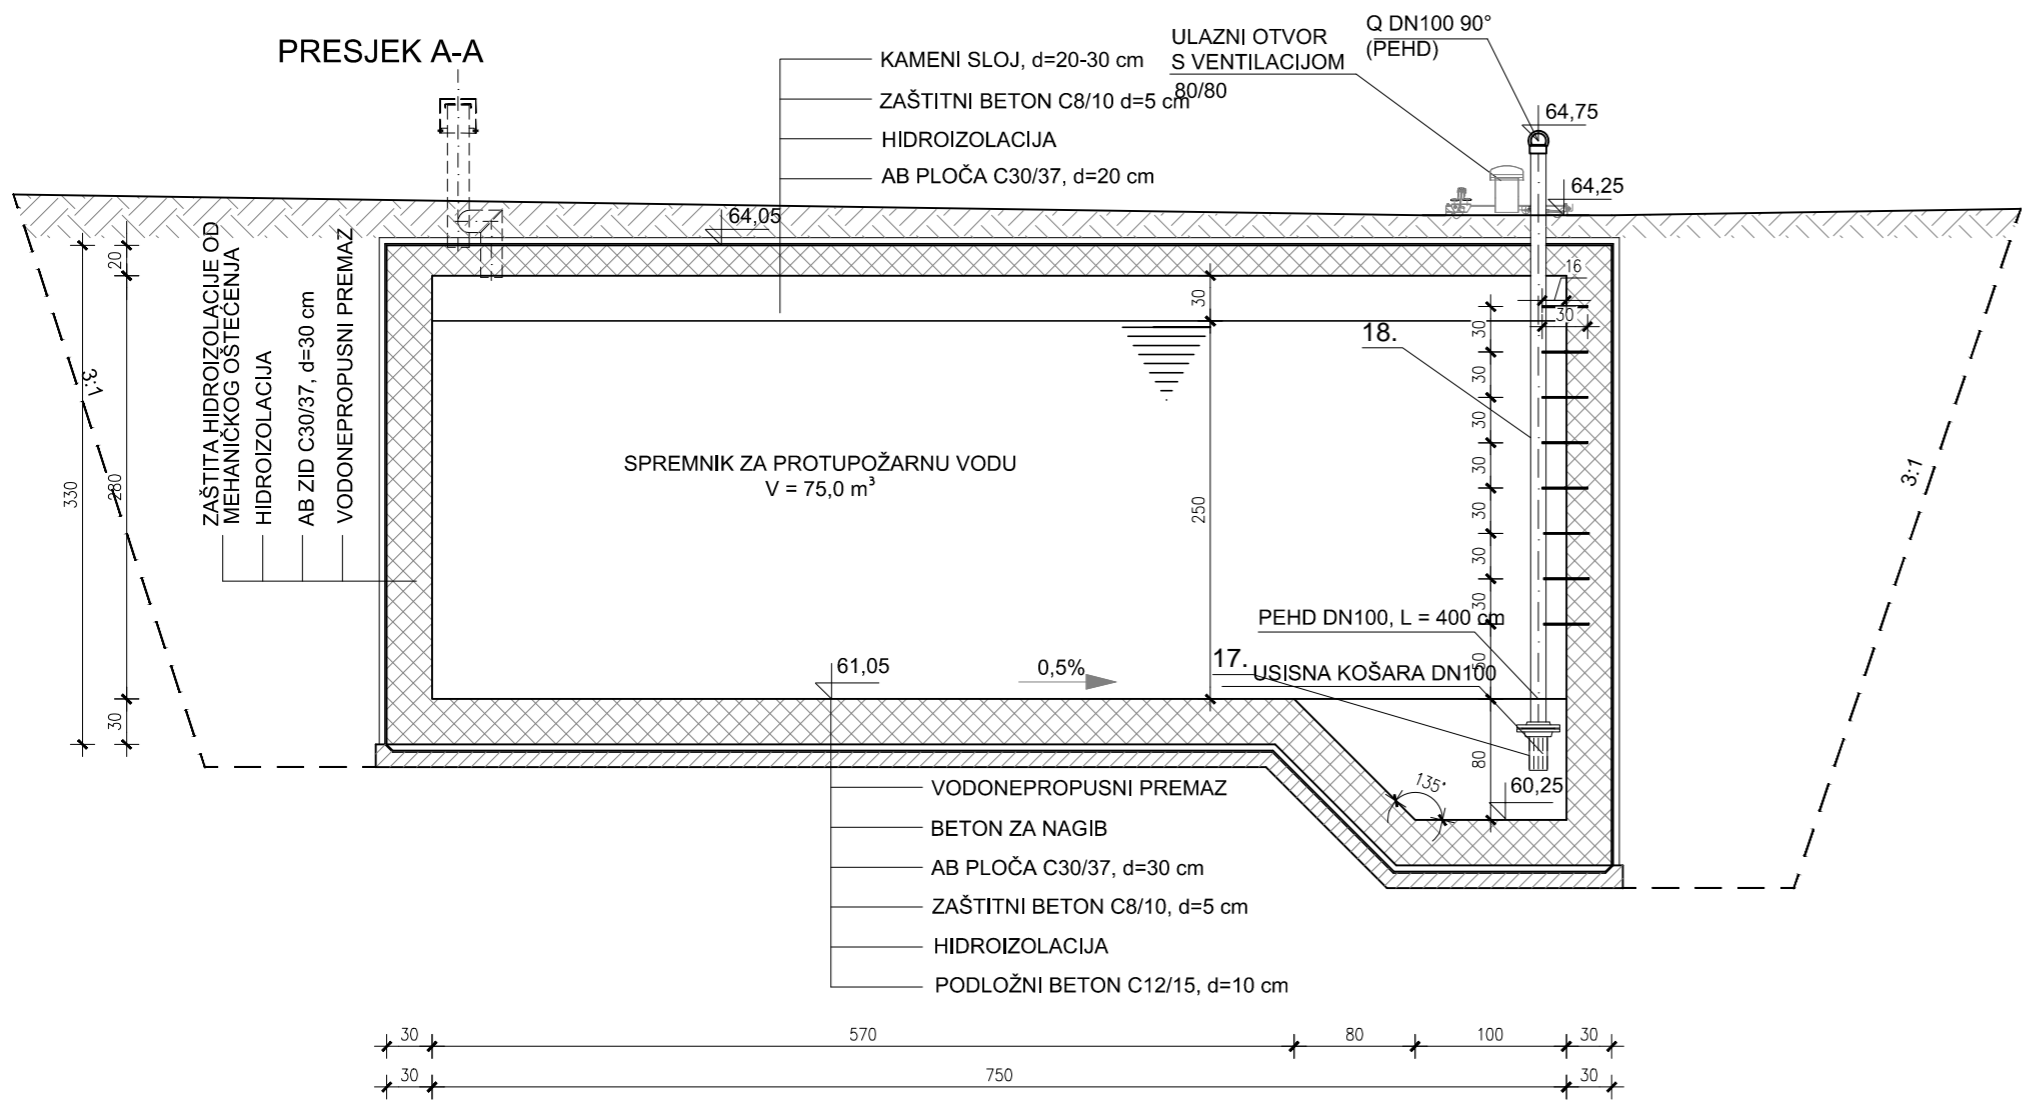 PRESJEK A-A
KAMENI SLOJ, d=20-30 cm
ZAŠTITNI BETON C8/10 d=5 cm
HIDROIZOLACIJA
AB PLOČA C30/37, d=20 cm
ULAZNI OTVOR
S VENTILACIJOM
80/80
Q DN100 90°
(PEHD)
64,75
64,25
64,05
ZAŠTITA HIDROIZOLACIJE OD
MEHANIČKOG OŠTEĆENJA
HIDROIZOLACIJA
AB ZID C30/37, d=30 cm
VODONEPROPUSNI PREMAZ
3:1
3:1
20
280
30
330
30
250
16
30
30
30
30
30
30
30
30
50
80
18.
SPREMNIK ZA PROTUPOŽARNU VODU
V = 75,0 m³
PEHD DN100, L = 400 cm
17.
USISNA KOŠARA DN100
61,05
0,5%
135°
60,25
VODONEPROPUSNI PREMAZ
BETON ZA NAGIB
AB PLOČA C30/37, d=30 cm
ZAŠTITNI BETON C8/10, d=5 cm
HIDROIZOLACIJA
PODLOŽNI BETON C12/15, d=10 cm
30 570 80 100 30
30 750 30